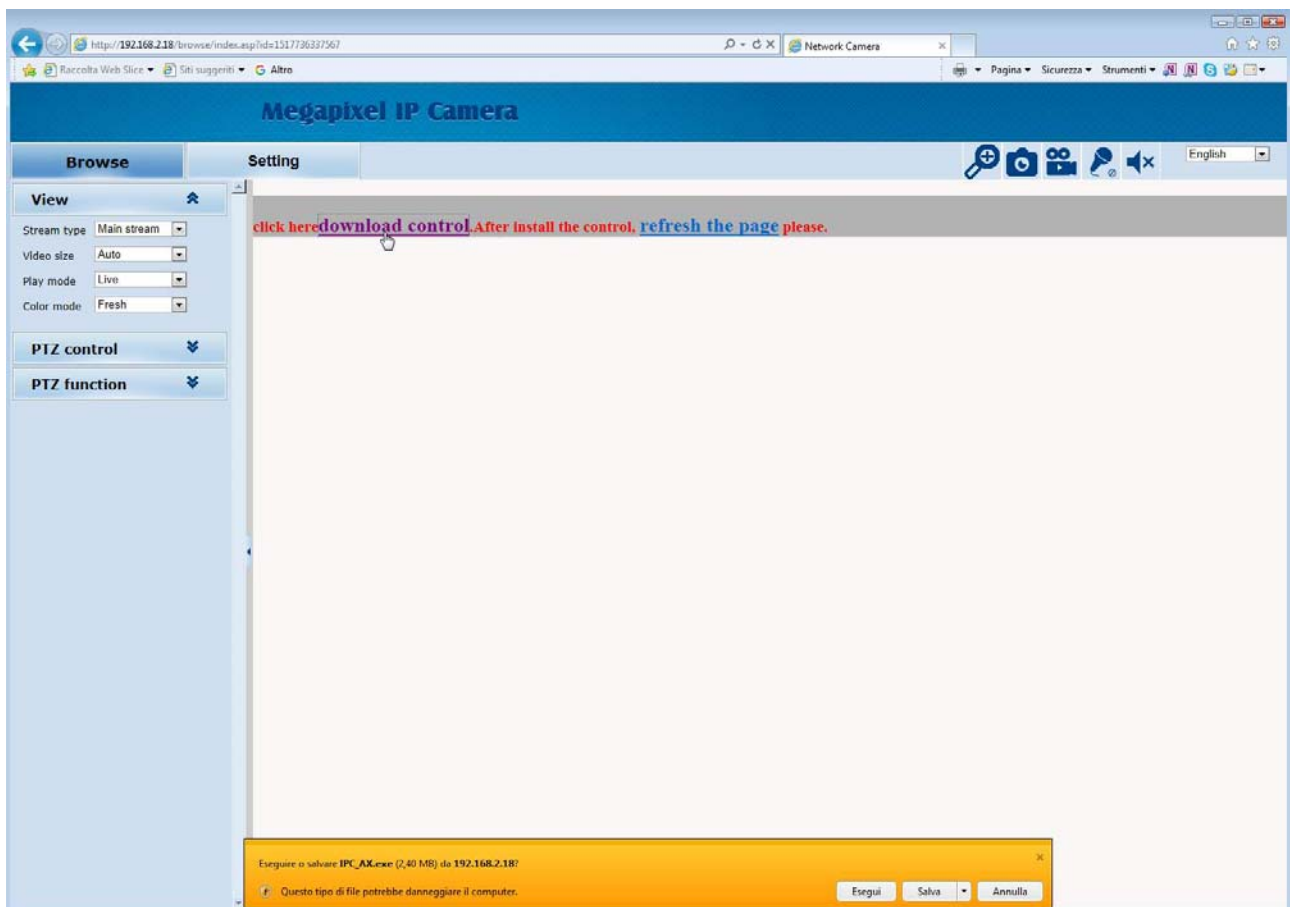 http://192.168.2.18/browse/index.asp?id=1517736337567
Network Camera
Raccolta Web Slice
Siti suggeriti
G Altro
Pagina
Sicurezza
Strumenti
Megapixel IP Camera
Browse
Setting
English
View
click heredownload control.After install the control, refresh the page please.
Stream type Main stream
Video size Auto
Play mode Live
Color mode Fresh
PTZ control
PTZ function
Eseguire o salvare IPC_AX.exe (2,40 MB) da 192.168.2.18?
Questo tipo di file potrebbe danneggiare il computer.
Esegui
Salva
Annulla